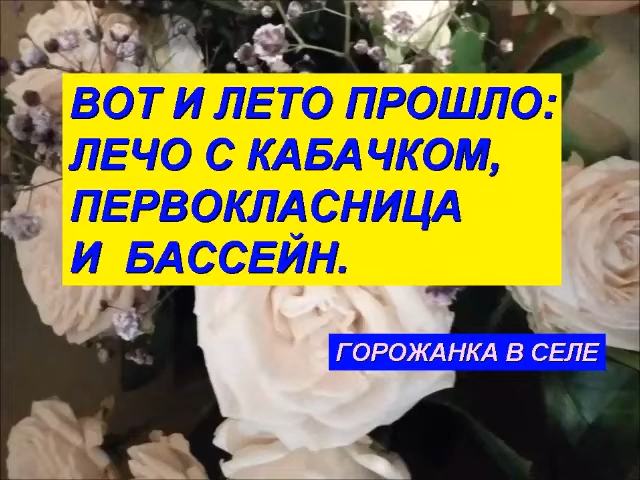 ВОТ И ЛЕТО ПРОШЛО:
ЛЕЧО С КАБАЧКОМ,
ПЕРВОКЛАСНИЦА
И БАССЕЙН.
ГОРОЖАНКА В СЕЛЕ